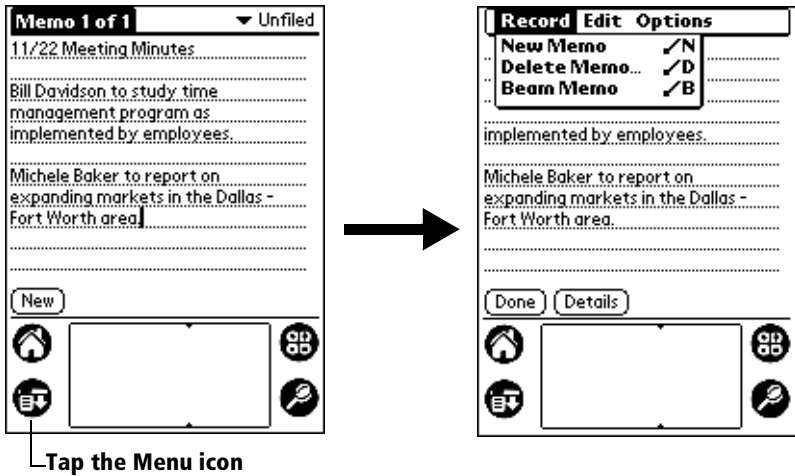 Memo 1 of 1
Unfiled
11/22 Meeting Minutes
Bill Davidson to study time
management program as
implemented by employees.
Michele Baker to report on
expanding markets in the Dallas -
Fort Worth area.
New
Tap the Menu icon
Record Edit Options
New Memo /N
Delete Memo... /D
Beam Memo /B
implemented by employees.
Michele Baker to report on
expanding markets in the Dallas -
Fort Worth area.
Done Details